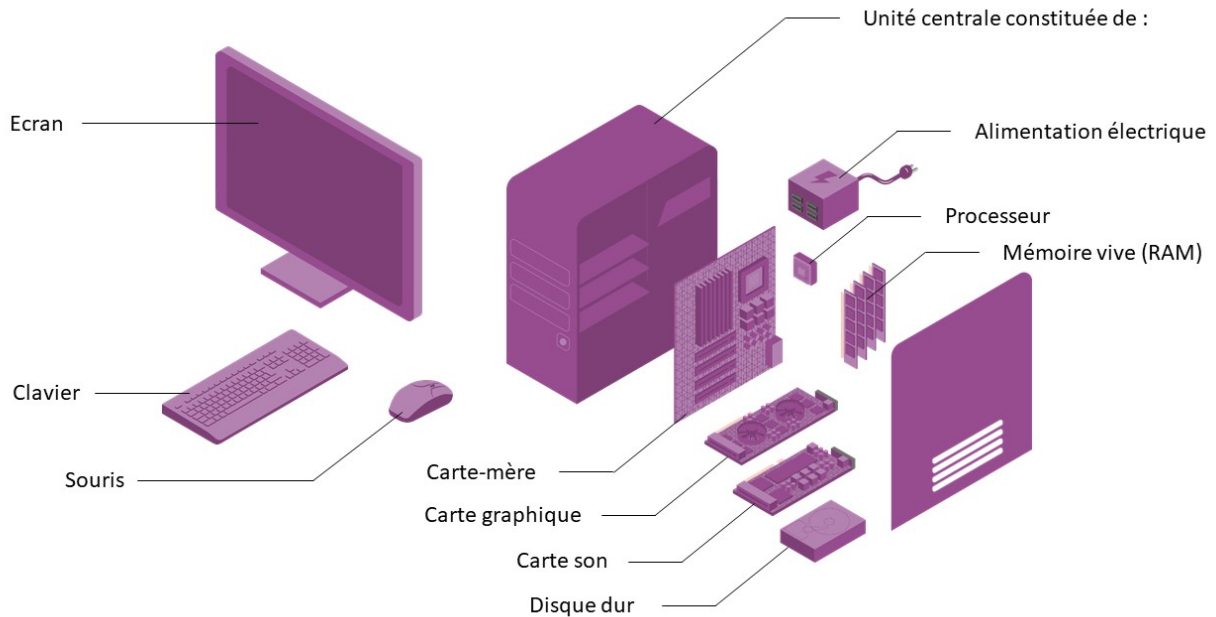 Unité centrale constituée de :
Ecran
Alimentation électrique
Processeur
Mémoire vive (RAM)
Clavier
Souris
Carte-mère
Carte graphique
Carte son
Disque dur